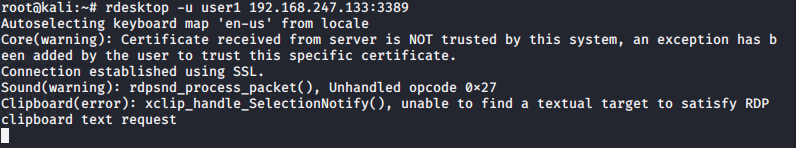 root@kali:~# rdesktop -u user1 192.168.247.133:3389
Autoselecting keyboard map 'en-us' from locale
Core(warning): Certificate received from server is NOT trusted by this system, an exception has b
een added by the user to trust this specific certificate.
Connection established using SSL.
Sound(warning): rdpsnd_process_packet(), Unhandled opcode 0x27
Clipboard(error): xclip_handle_SelectionNotify(), unable to find a textual target to satisfy RDP
clipboard text request